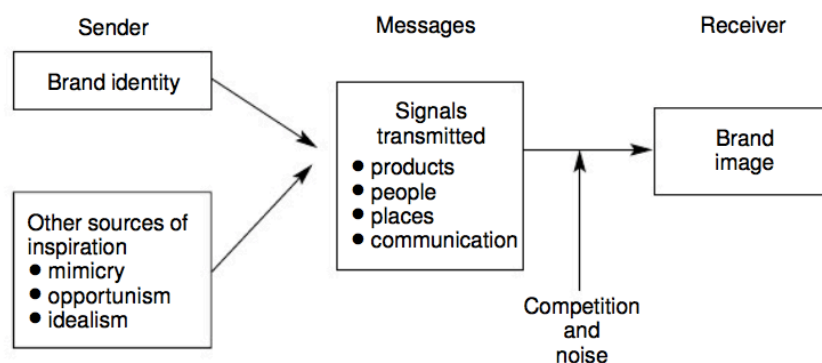 Sender
Messages
Receiver
Brand identity
Other sources of
inspiration
● mimicry
● opportunism
● idealism
Signals
transmitted
● products
● people
● places
● communication
Competition
and
noise
Brand
image